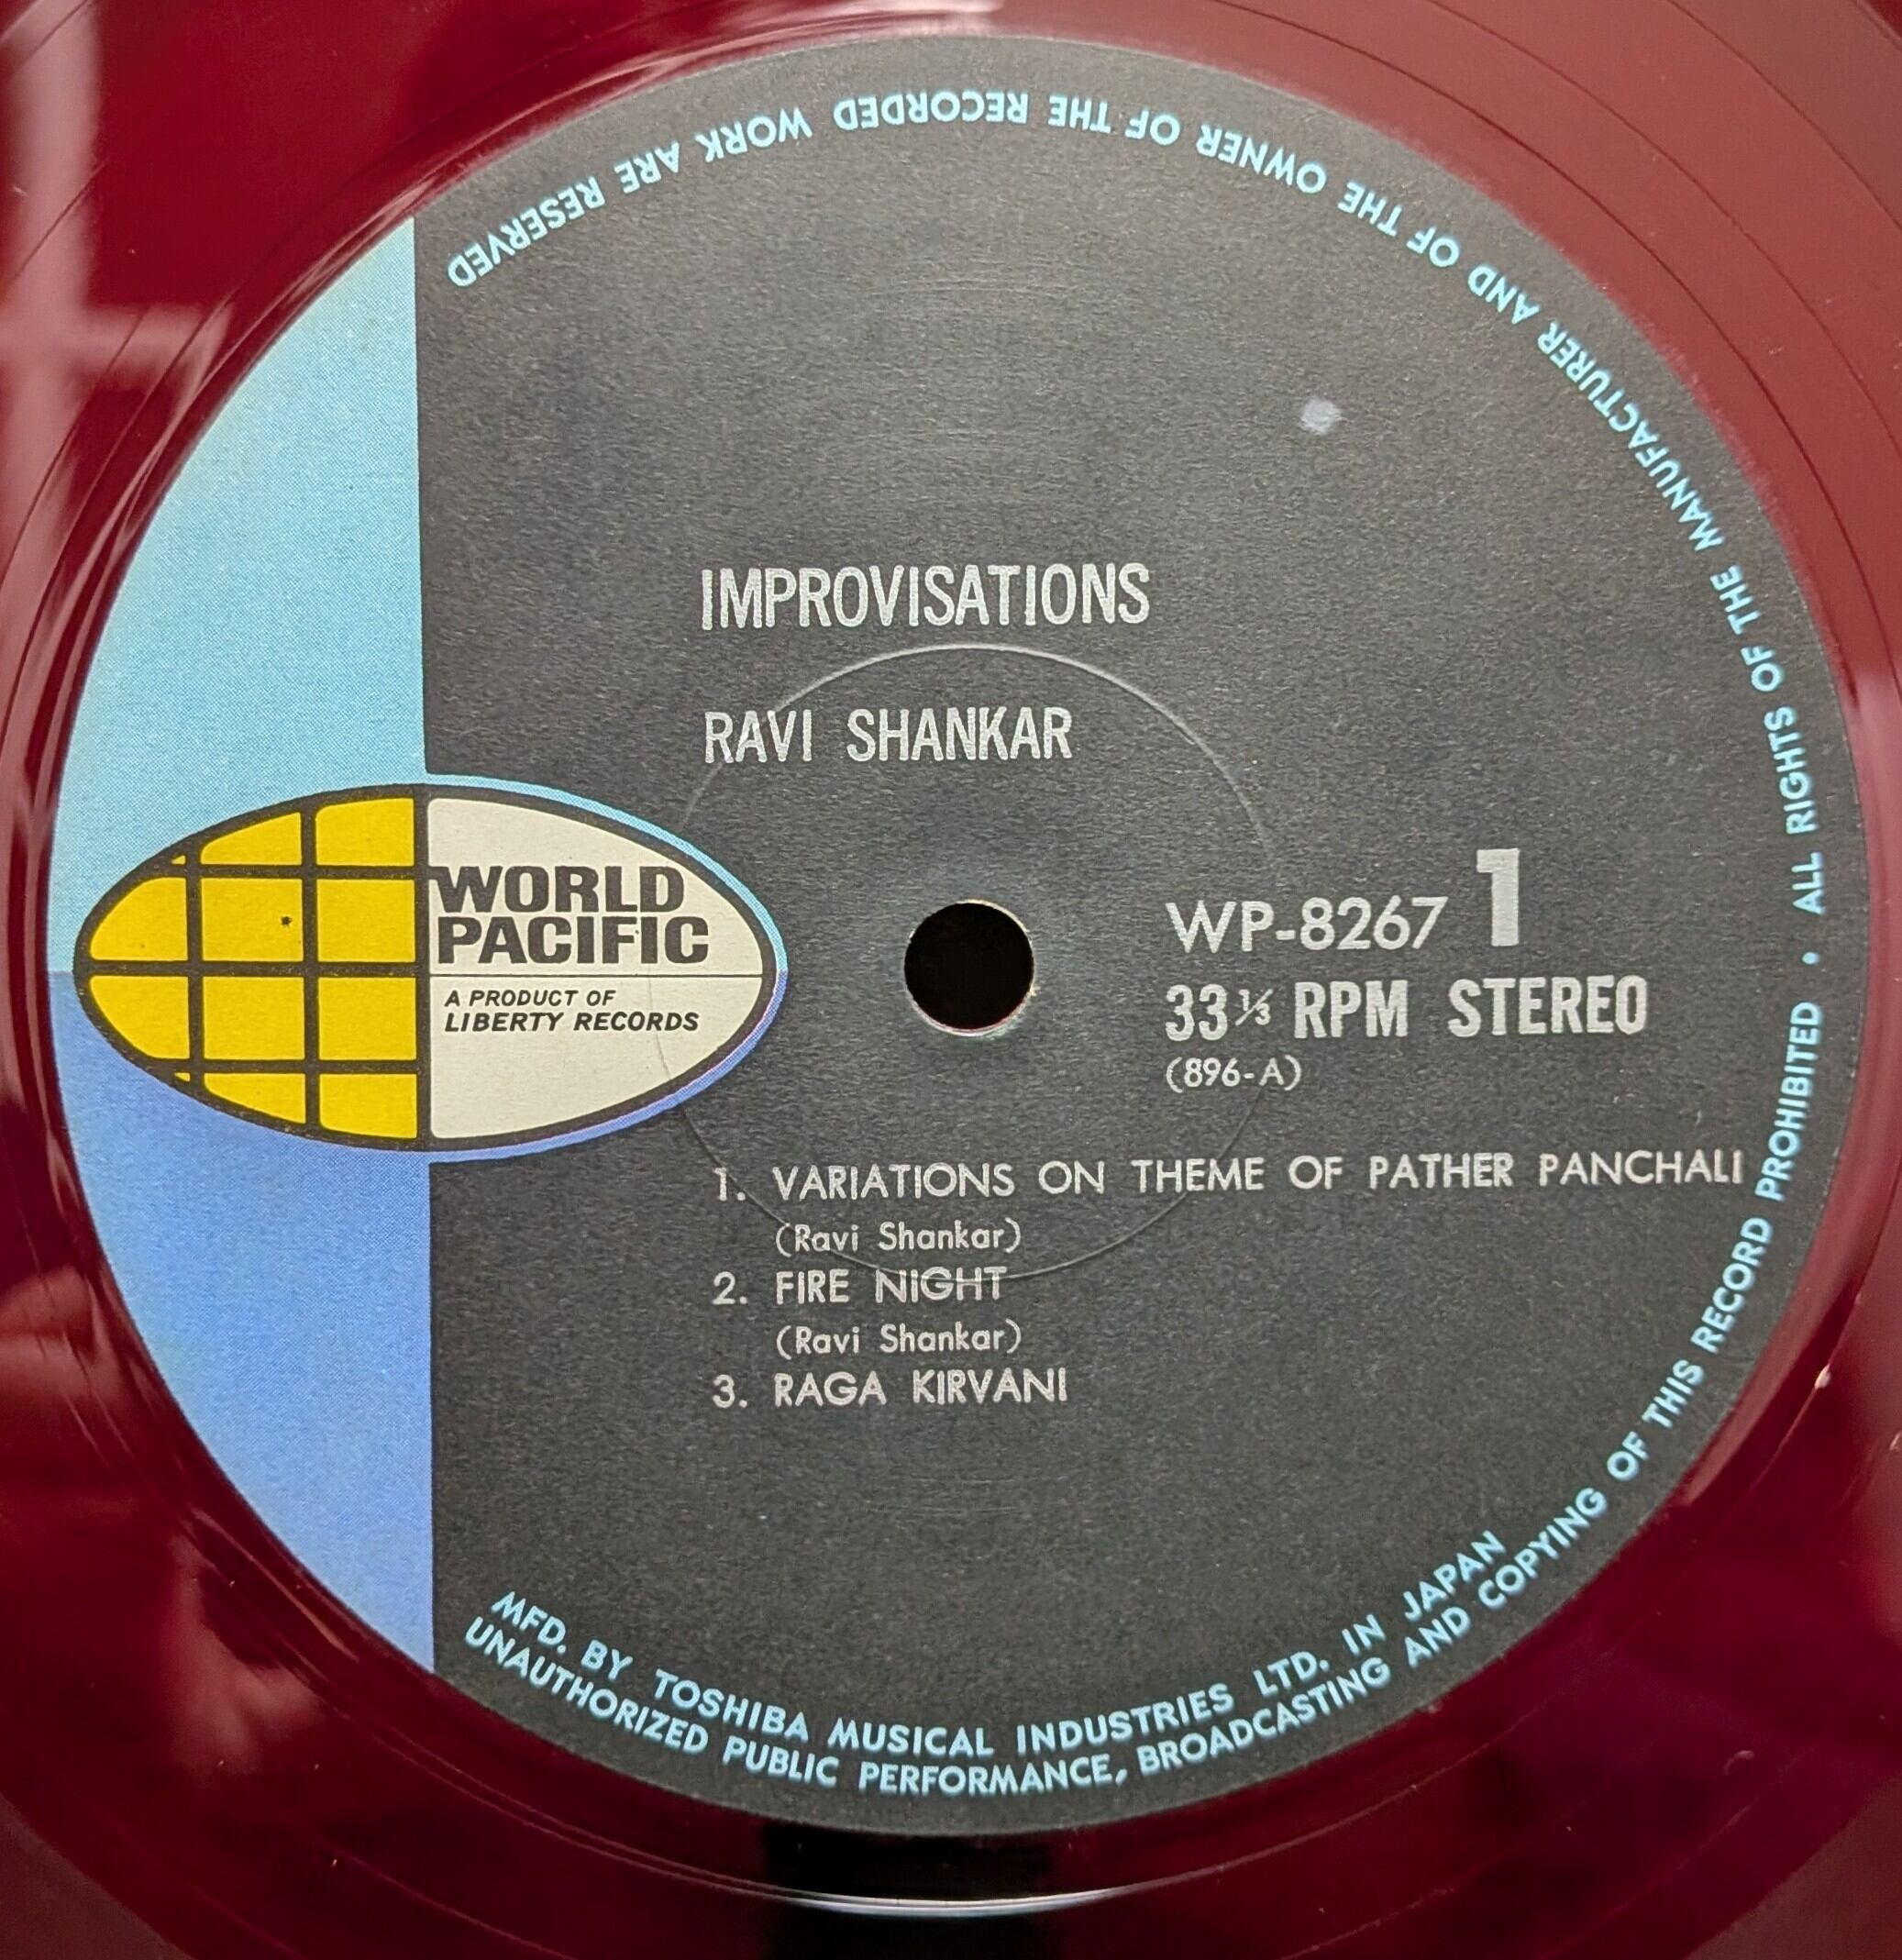 IMPROVISATIONS
RAVI SHANKAR
WORLD
PACIFIC
A PRODUCT OF
LIBERTY RECORDS
WP-8267 1
33⅓ RPM STEREO
(896-A)
1. VARIATIONS ON THEME OF PATHER PANCHALI
(Ravi Shankar)
2. FIRE NIGHT
(Ravi Shankar)
3. RAGA KIRVANI
MFD. BY TOSHIBA MUSICAL INDUSTRIES LTD. IN JAPAN
UNAUTHORIZED PUBLIC PERFORMANCE, BROADCASTING AND COPYING OF THIS RECORD PROHIBITED • ALL RIGHTS OF THE MANUFACTURER AND OF THE OWNER OF THE RECORDED WORK ARE RESERVED